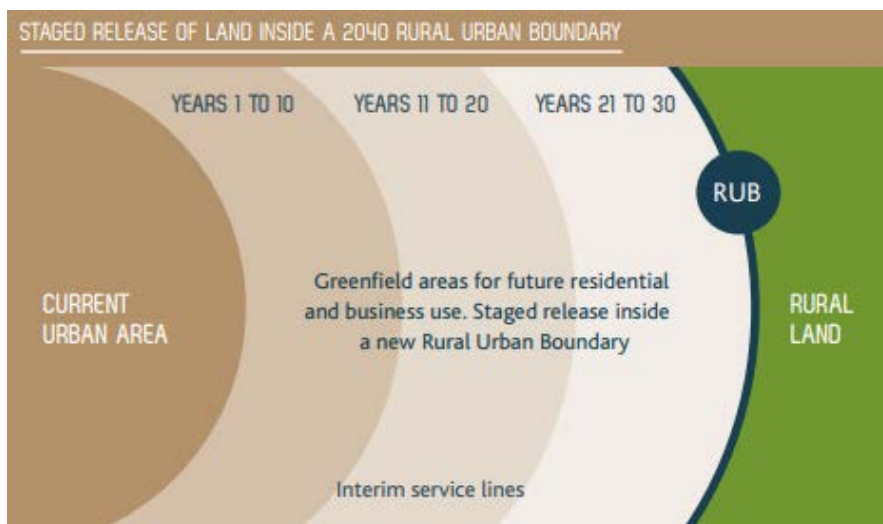 STAGED RELEASE OF LAND INSIDE A 2040 RURAL URBAN BOUNDARY
YEARS 1 TO 10
YEARS 11 TO 20
YEARS 21 TO 30
RUB
Greenfield areas for future residential
and business use. Staged release inside
a new Rural Urban Boundary
CURRENT
URBAN AREA
RURAL
LAND
Interim service lines